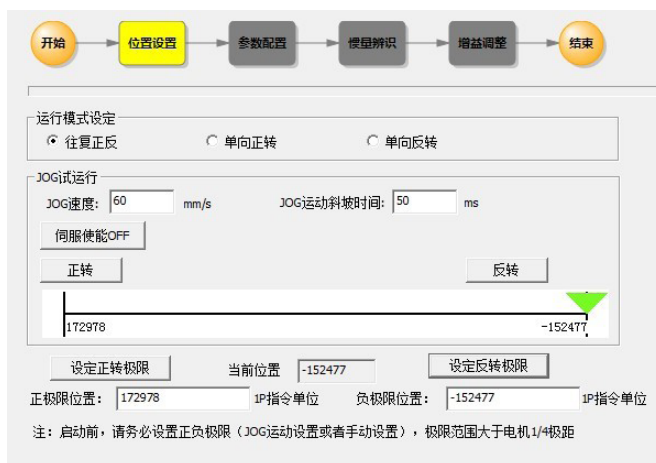 开始 位置设置 参数配置 惯量辨识 增益调整 结束
运行模式设定
往复正反 单向正转 单向反转
JOG试运行
JOG速度: 60 mm/s JOG运动斜坡时间: 50 ms
伺服使能OFF
正转 反转
172978 -152477
设定正转极限 当前位置 -152477 设定反转极限
正极限位置: 172978 1P指令单位 负极限位置: -152477 1P指令单位
注：启动前，请务必设置正负极限（JOG运动设置或者手动设置），极限范围大于电机1/4极距